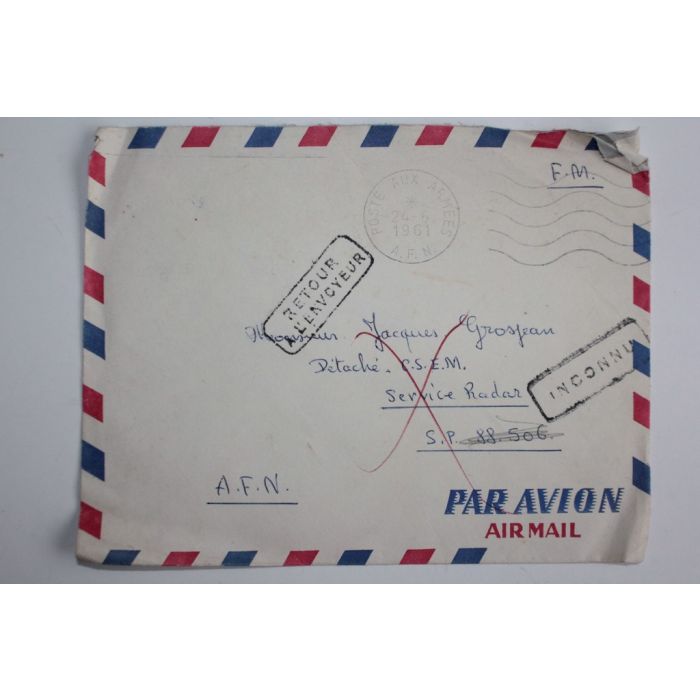 F.M.
POSTE AUX ARMEES
24-6
1961
A.F.N.
RETOUR
A L'ENVOYEUR
Monsieur Jacques Grosjean
Détaché C.S.E.M.
Service Radar
INCONNU
S.P. 88.506
A.F.N.
PAR AVION
AIR MAIL